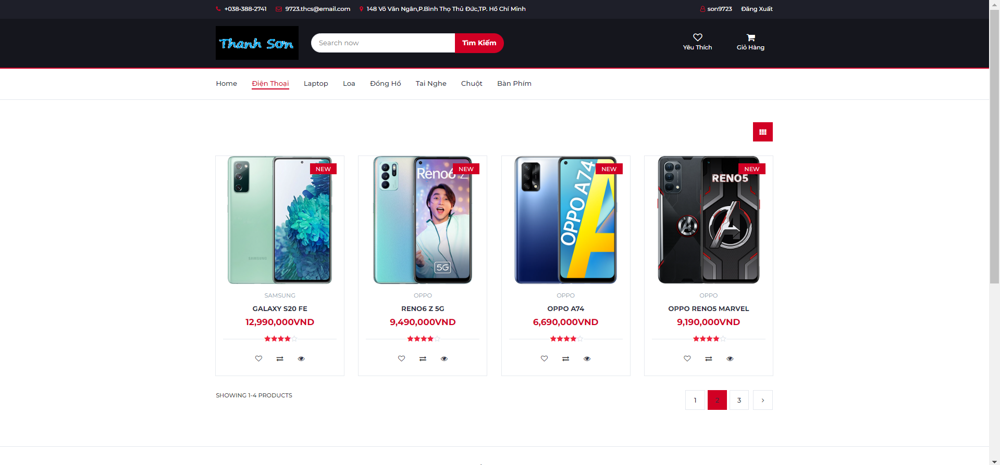 +038-388-2741 9723.thcs@email.com 148 Võ Văn Ngân,P.Bình Thọ Thủ Đức,TP. Hồ Chí Minh son9723 Đăng Xuất
Thanh Sơn
Search now
Tìm Kiếm
Yêu Thích
Giỏ Hàng
Home Điện Thoại Laptop Loa Đồng Hồ Tai Nghe Chuột Bàn Phím
NEW
SAMSUNG
SAMSUNG
GALAXY S20 FE
12,990,000VND
NEW
Reno6 Z
5G
OPPO
RENO6 Z 5G
9,490,000VND
NEW
OPPO A74
OPPO
OPPO A74
6,690,000VND
NEW
RENO5
OPPO
OPPO RENO5 MARVEL
9,190,000VND
SHOWING 1-4 PRODUCTS
1 2 3